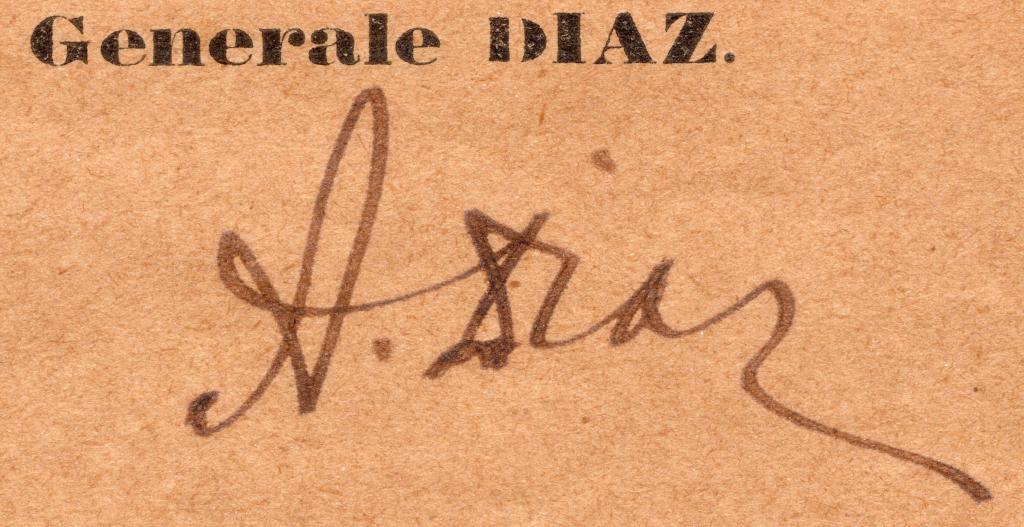 Generale DIAZ.
A. Diaz